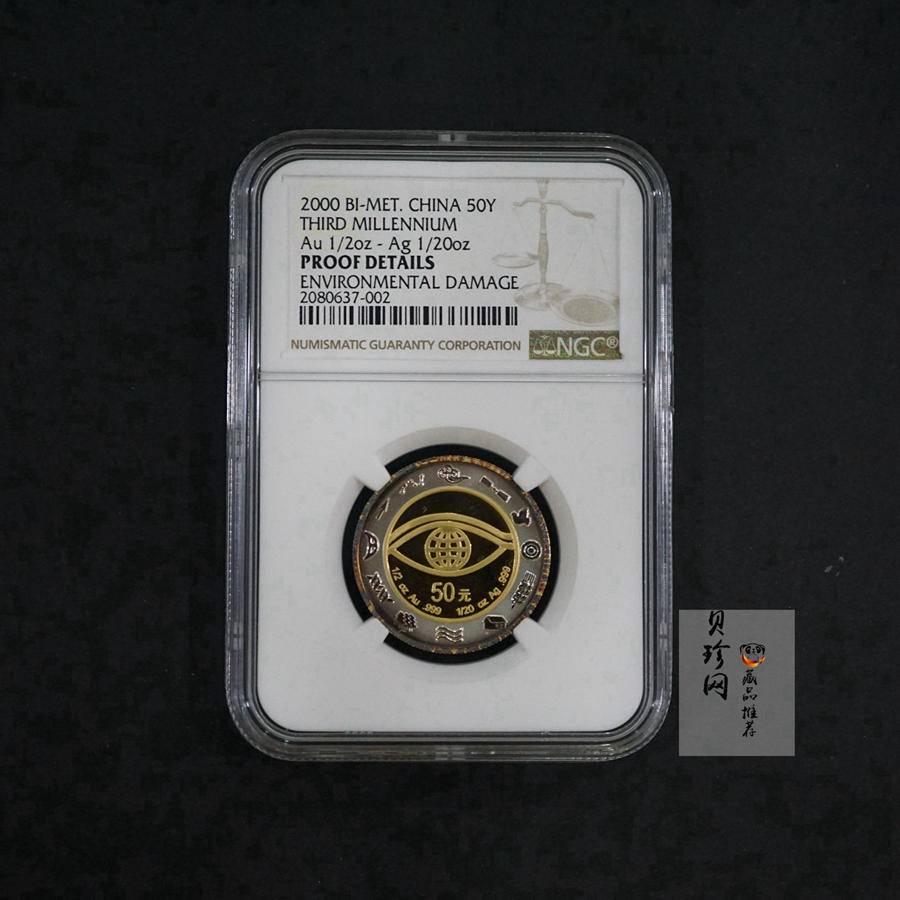 2000 BI-MET. CHINA 50Y
THIRD MILLENNIUM
Au 1/2oz - Ag 1/20oz
PROOF DETAILS
ENVIRONMENTAL DAMAGE
2080637-002
NUMISMATIC GUARANTY CORPORATION
NGC®
50元
1/2 oz Au .999 1/20 oz Ag .999
贝珍网
藏品推荐